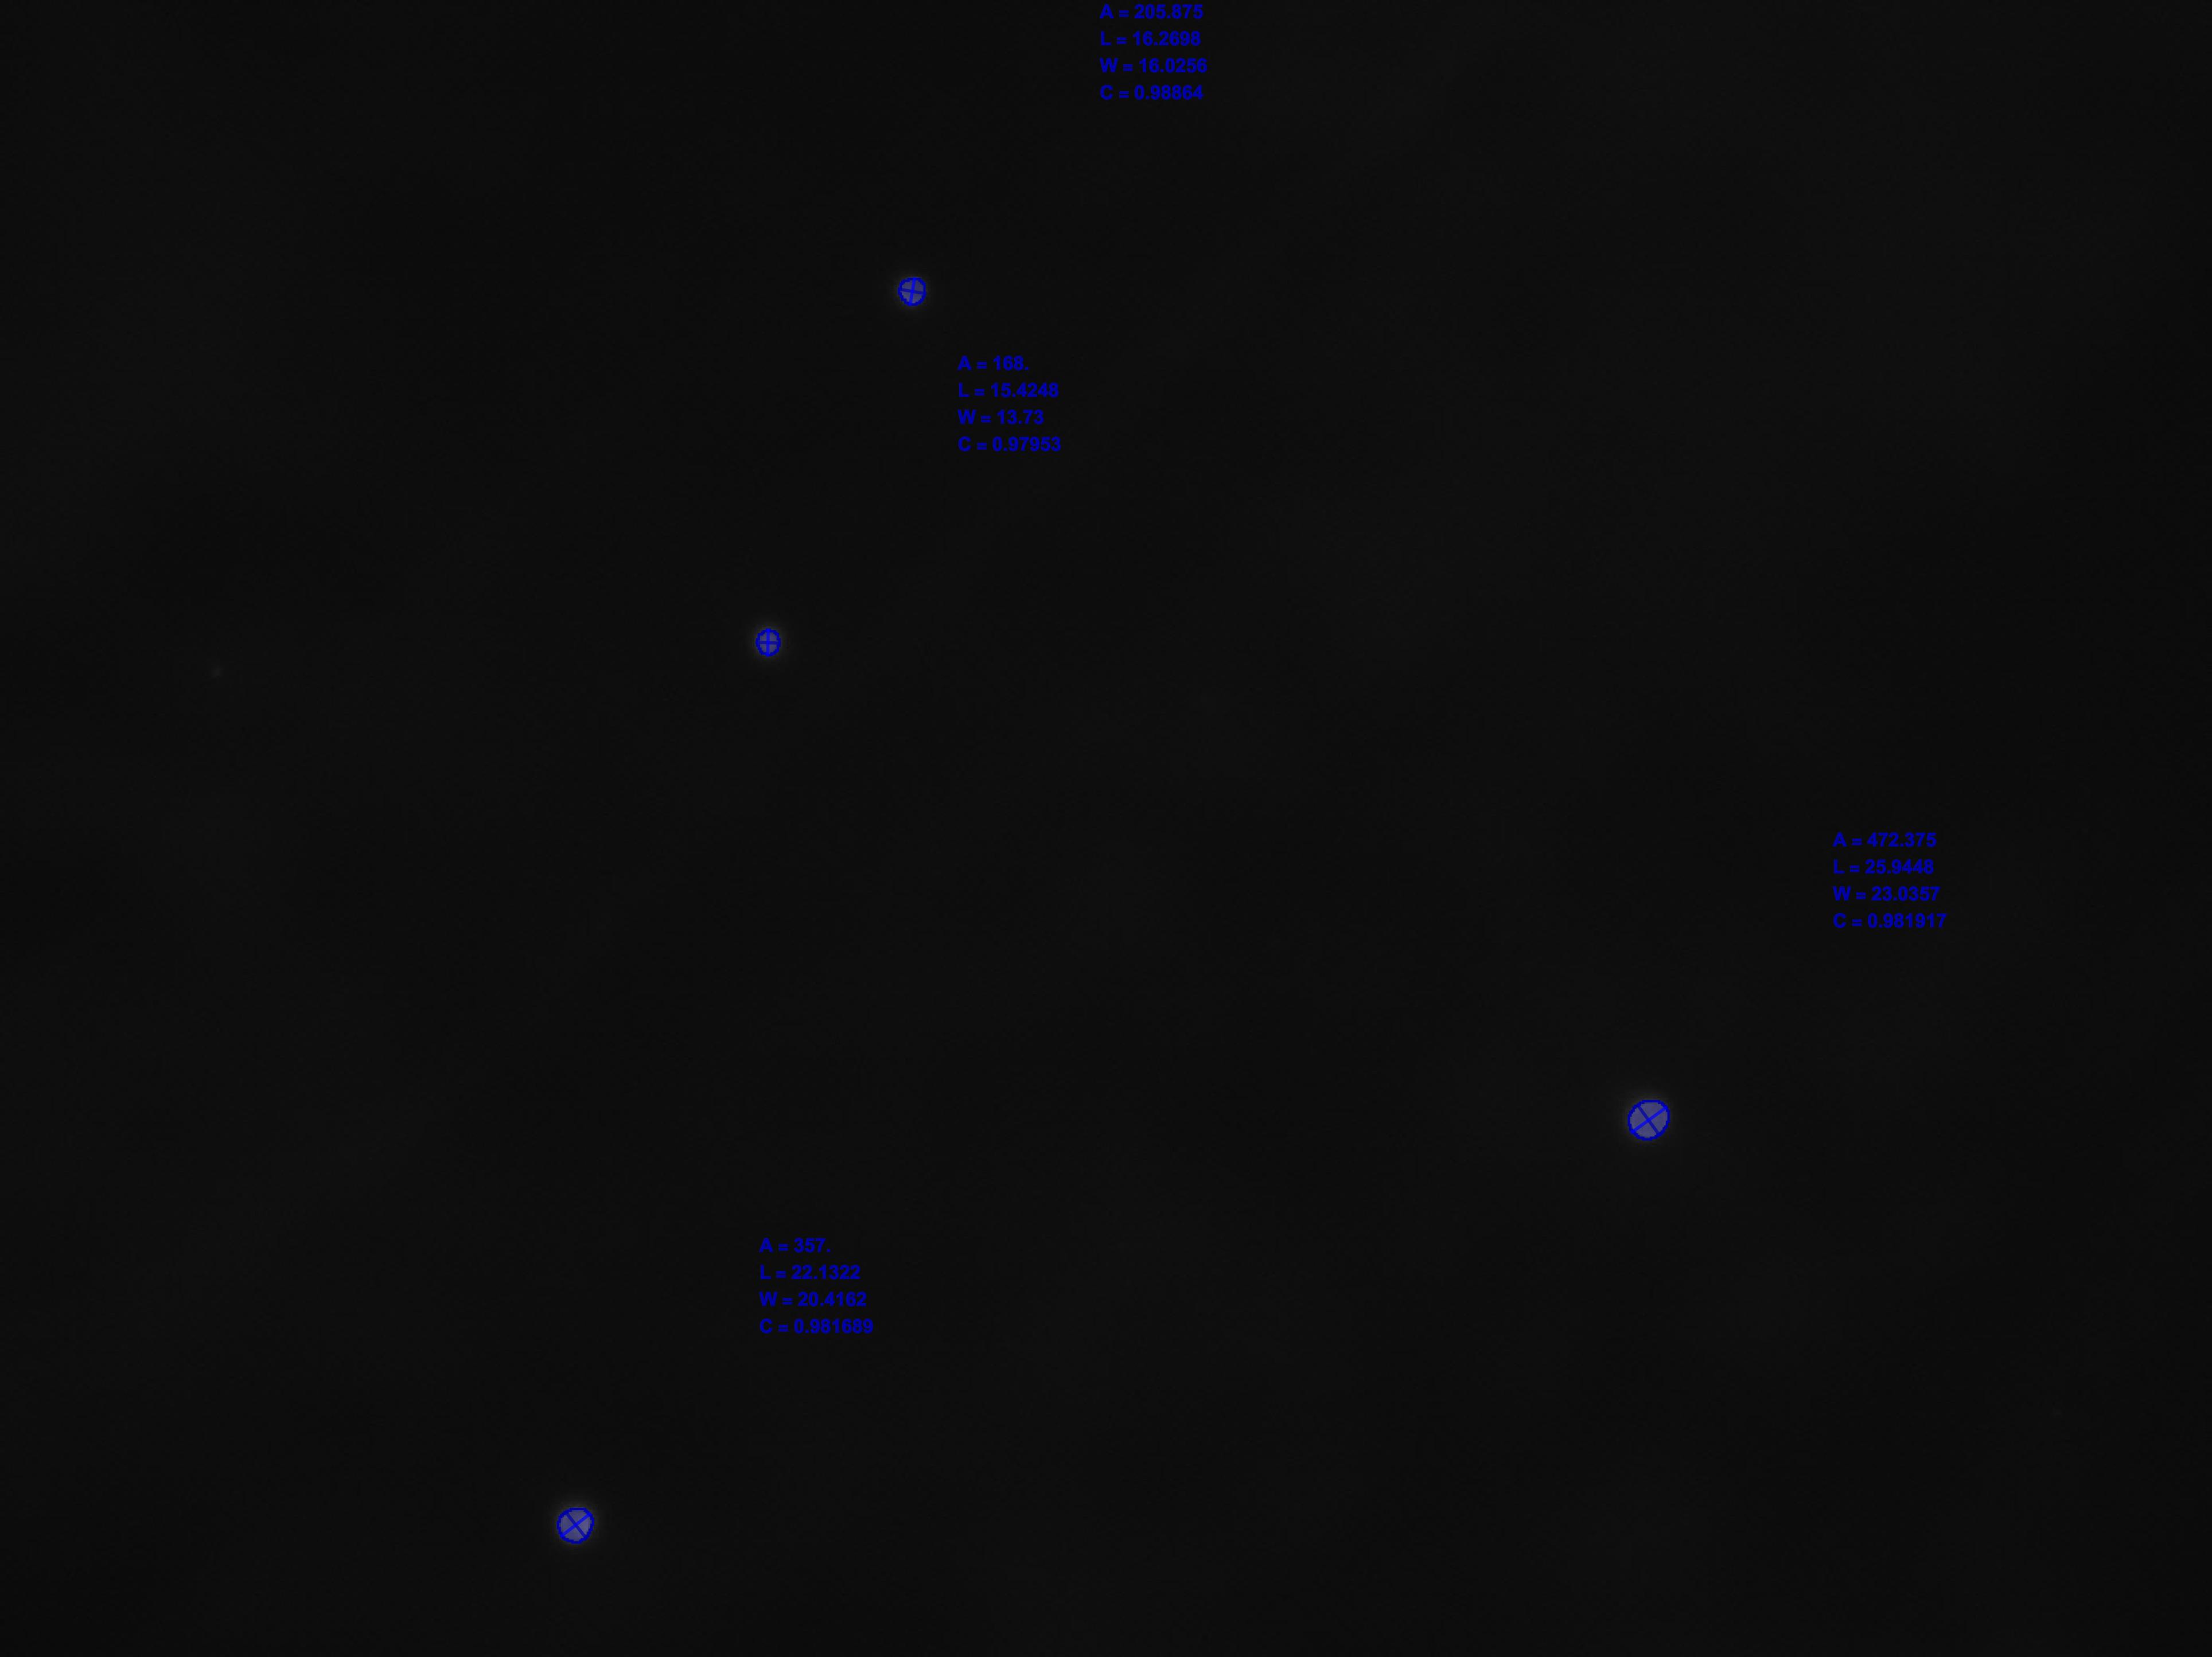 A = 205.875
L = 16.2698
W = 16.0256
C = 0.98864
A = 168.
L = 15.4248
W = 13.73
C = 0.97953
A = 472.375
L = 25.9448
W = 23.0357
C = 0.981917
A = 357.
L = 22.1322
W = 20.4162
C = 0.981689